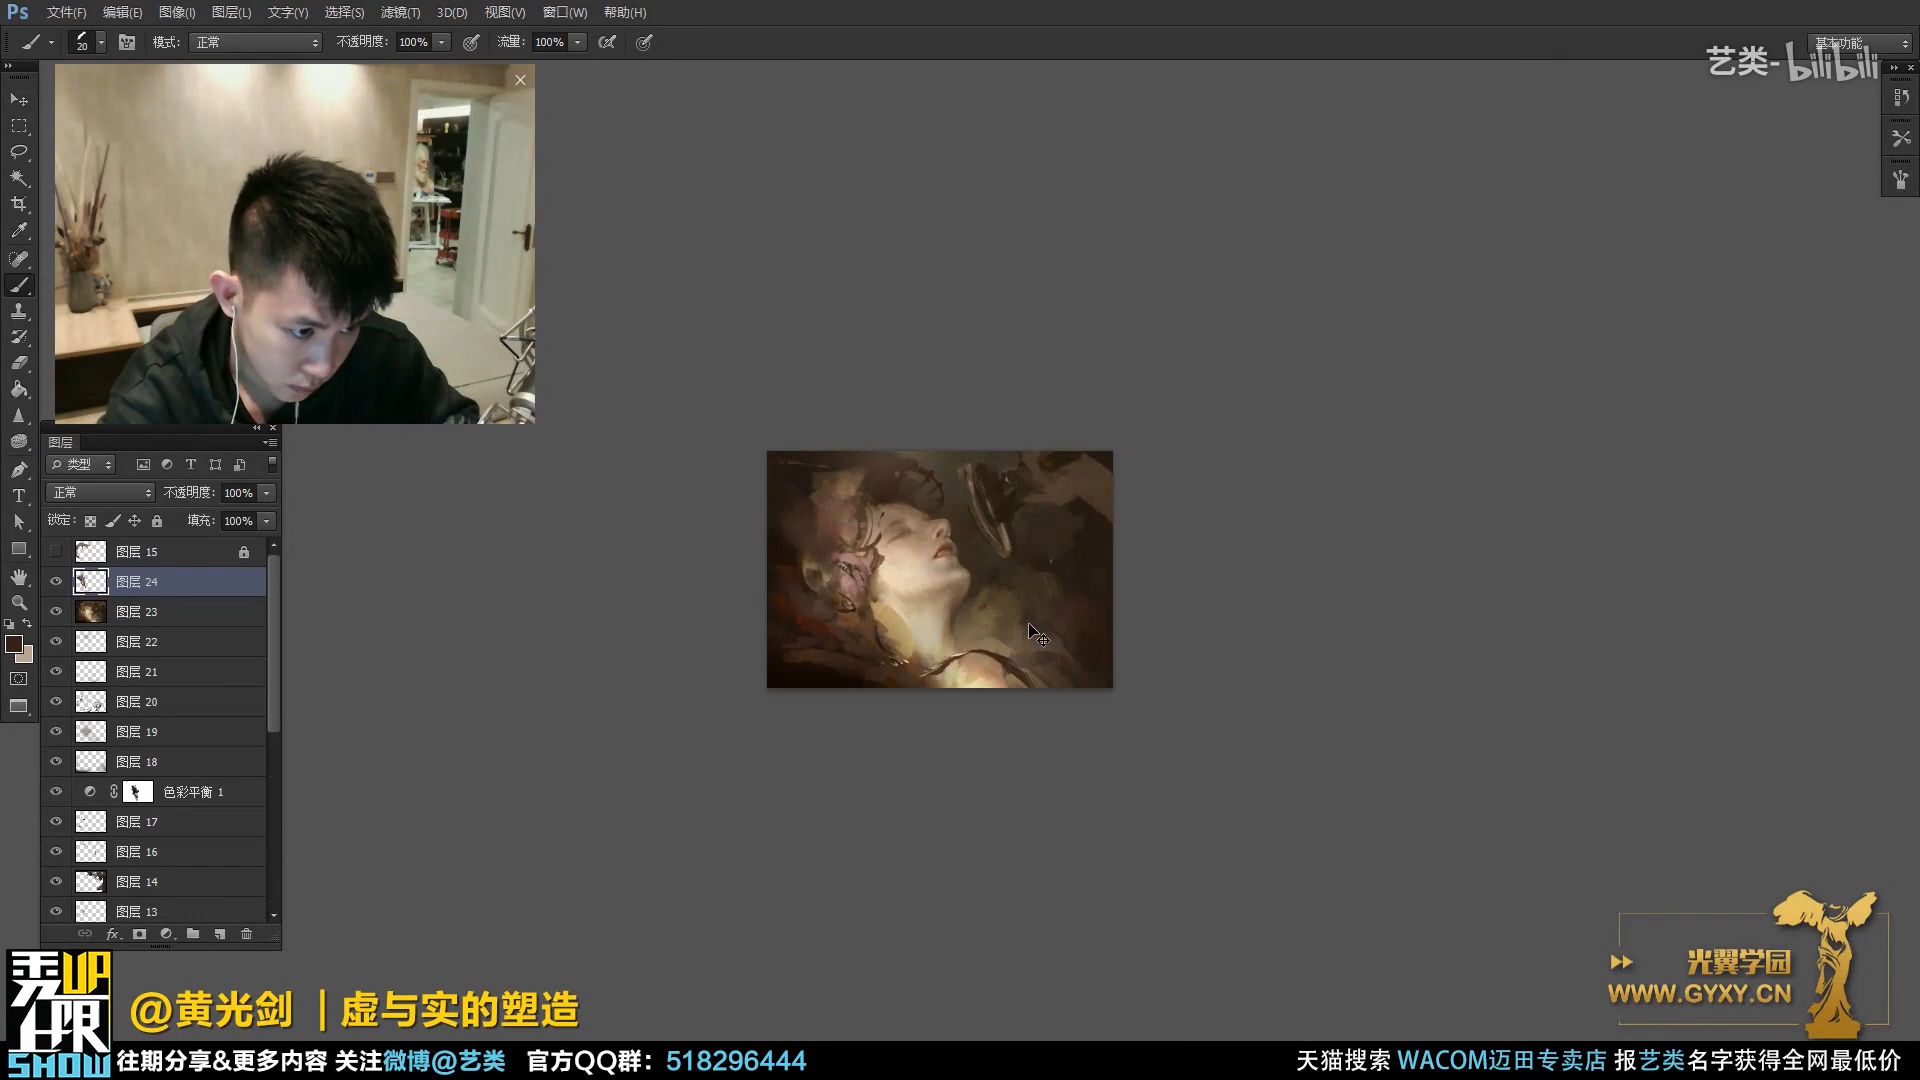 Ps 文件(F) 编辑(E) 图像(I) 图层(L) 文字(Y) 选择(S) 滤镜(T) 3D(D) 视图(V) 窗口(W) 帮助(H)
20 模式: 正常 不透明度: 100% 流量: 100% 基本功能
艺类-bilibili
图层
类型
正常 不透明度: 100%
锁定: 填充: 100%
图层 15
图层 24
图层 23
图层 22
图层 21
图层 20
图层 19
图层 18
色彩平衡 1
图层 17
图层 16
图层 14
图层 13
光翼学园
WWW.GYXY.CN
UP
SHOW
@黄光剑 | 虚与实的塑造
往期分享&更多内容 关注微博@艺类 官方QQ群: 518296444
天猫搜索 WACOM迈田专卖店 报艺类名字获得全网最低价